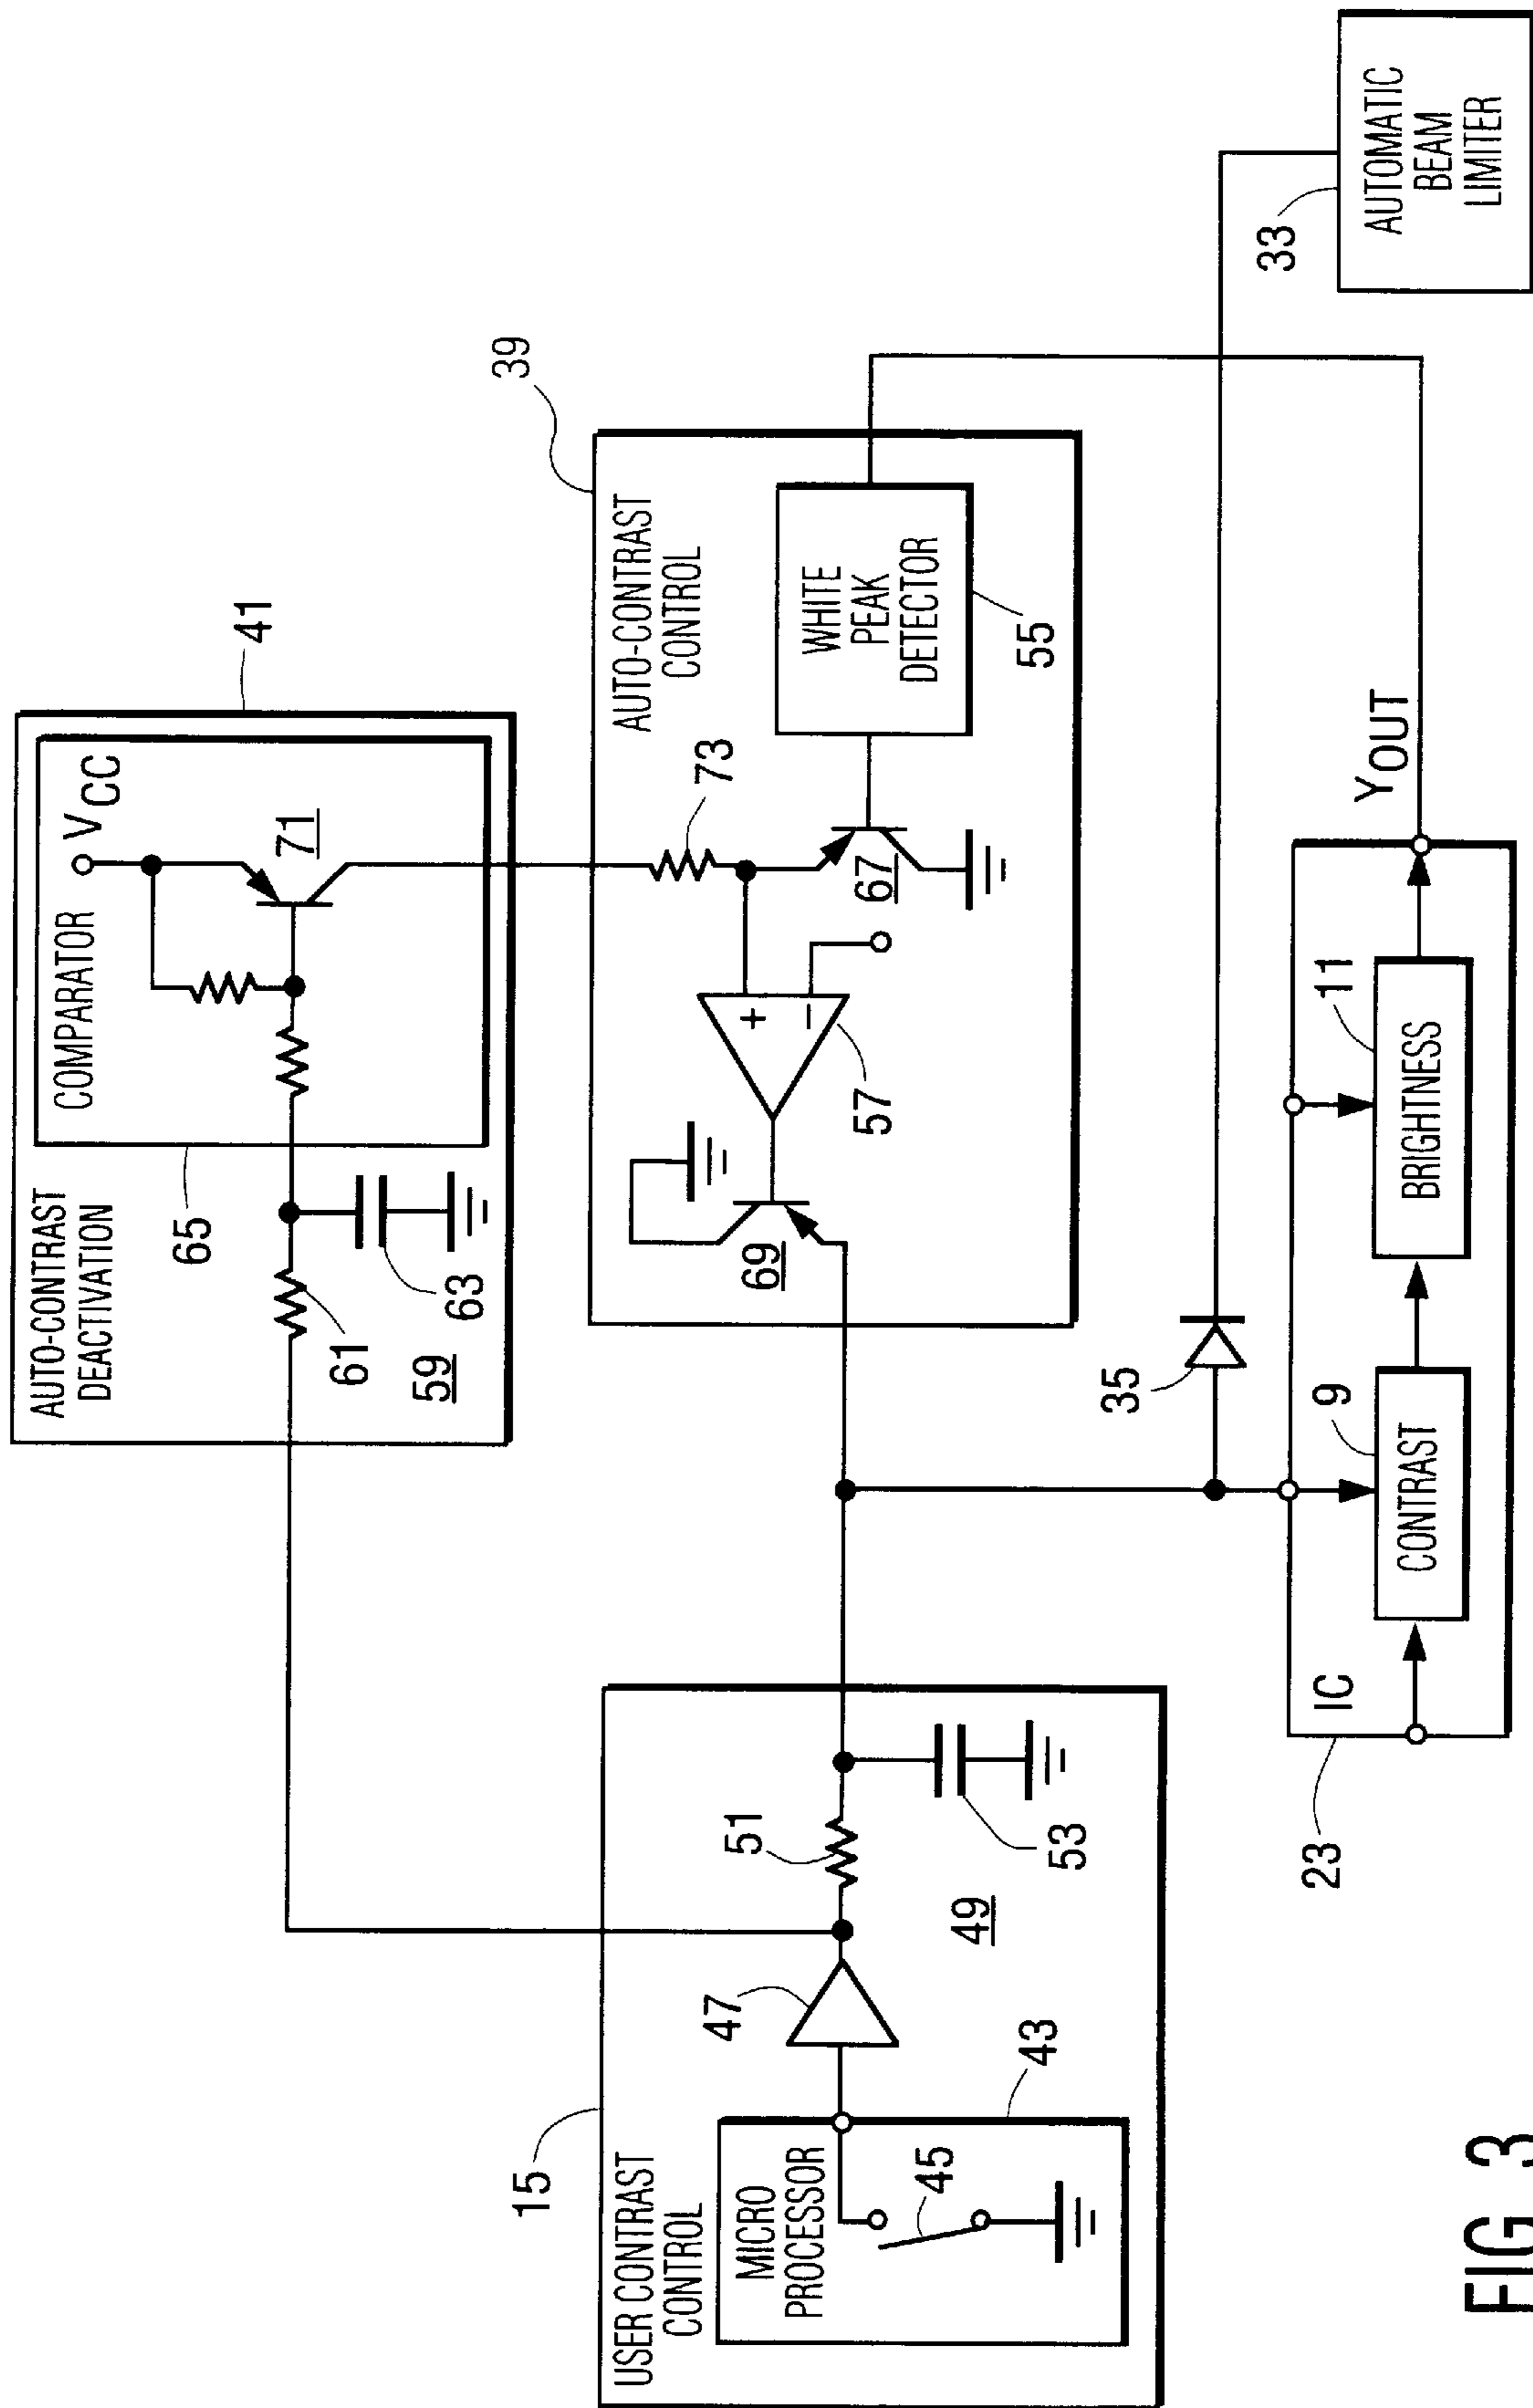 AUTO-CONTRAST
DEACTIVATION
COMPARATOR
VCC
71
41
65
61
63
59
39
AUTO-CONTRAST
CONTROL
73
WHITE
PEAK
DETECTOR
55
67
+
−
57
69
15
USER CONTRAST
CONTROL
MICRO
PROCESSOR
45
43
47
51
49
53
35
33
AUTOMATIC
BEAM
LIMITER
23
IC
9
CONTRAST
11
BRIGHTNESS
YOUT
FIG. 3